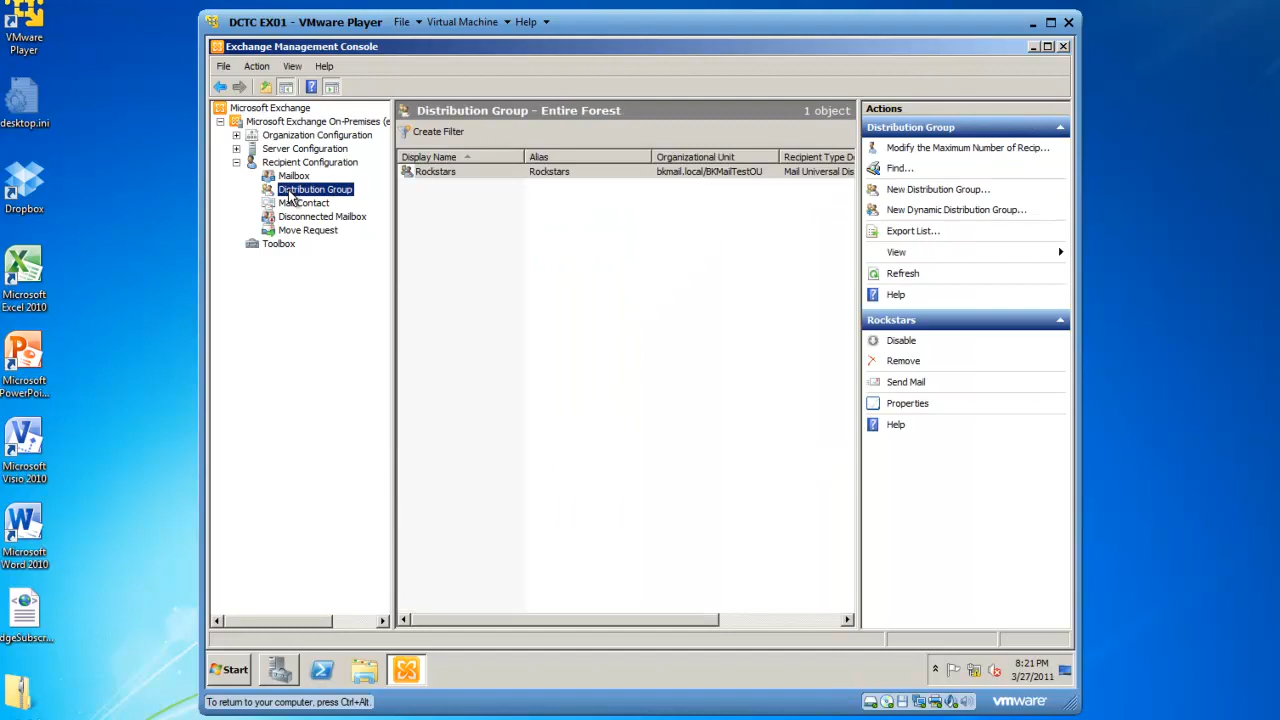 VMware
Player
desktop.ini
Dropbox
Microsoft
Excel 2010
Microsoft
PowerPoi...
Microsoft
Visio 2010
Microsoft
Word 2010
dgeSubscr...
DCTC EX01 - VMware Player File Virtual Machine Help
Exchange Management Console
File Action View Help
Microsoft Exchange
Microsoft Exchange On-Premises (e
Organization Configuration
Server Configuration
Recipient Configuration
Mailbox
Distribution Group
Mail Contact
Disconnected Mailbox
Move Request
Toolbox
Distribution Group - Entire Forest 1 object
Create Filter
Display Name Alias Organizational Unit Recipient Type D
Rockstars Rockstars bkmail.local/BKMailTestOU Mail Universal Dis
Actions
Distribution Group
Modify the Maximum Number of Recip...
Find...
New Distribution Group...
New Dynamic Distribution Group...
Export List...
View
Refresh
Help
Rockstars
Disable
Remove
Send Mail
Properties
Help
Start
8:21 PM
3/27/2011
To return to your computer, press Ctrl+Alt.
vmware